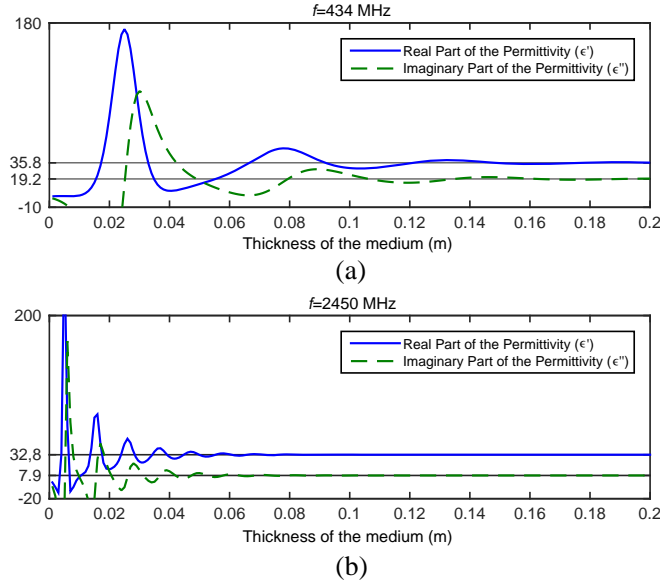 f=434 MHz
180
Real Part of the Permittivity (ϵ')
Imaginary Part of the Permittivity (ϵ'')
35.8
19.2
-10
0 0.02 0.04 0.06 0.08 0.1 0.12 0.14 0.16 0.18 0.2
Thickness of the medium (m)
(a)
f=2450 MHz
200
Real Part of the Permittivity (ϵ')
Imaginary Part of the Permittivity (ϵ'')
32.8
7.9
-20
0 0.02 0.04 0.06 0.08 0.1 0.12 0.14 0.16 0.18 0.2
Thickness of the medium (m)
(b)